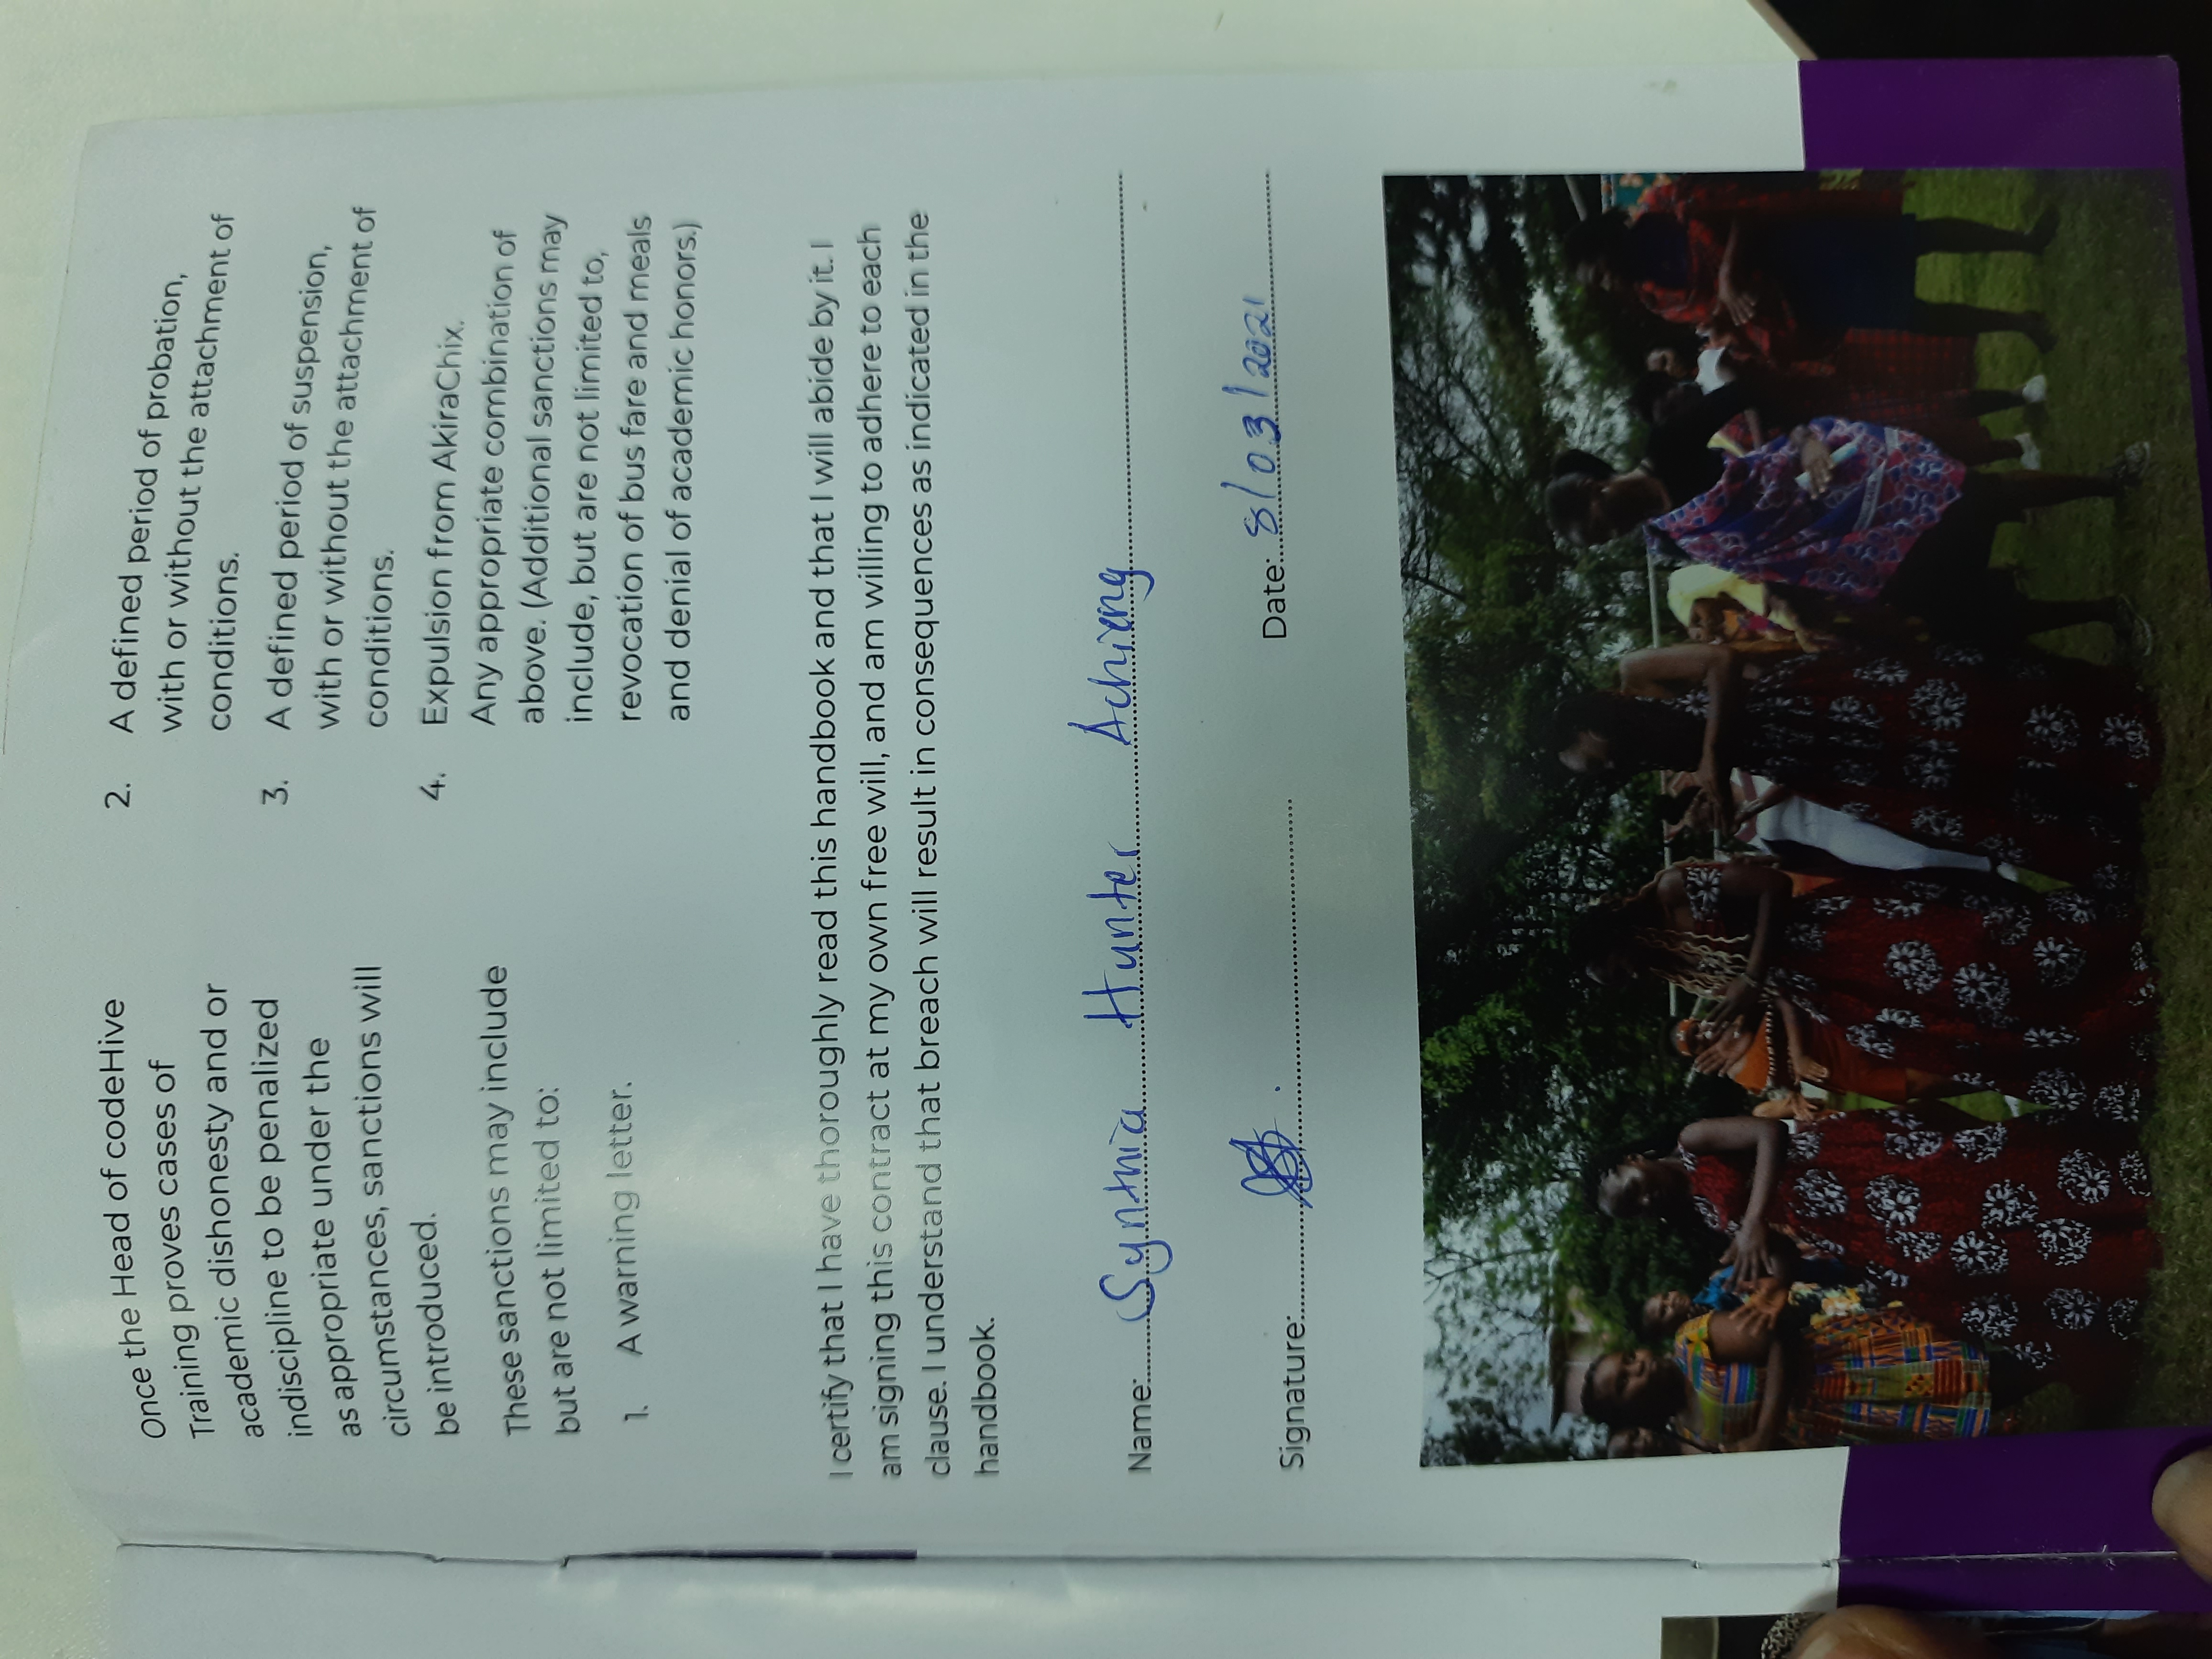 Once the Head of codeHive
Training proves cases of
academic dishonesty and or
indiscipline to be penalized
as appropriate under the
circumstances, sanctions will
be introduced.
These sanctions may include
but are not limited to:
1. A warning letter.
2. A defined period of probation,
with or without the attachment of
conditions.
3. A defined period of suspension,
with or without the attachment of
conditions.
4. Expulsion from AkiraChix.
Any appropriate combination of
above. (Additional sanctions may
include, but are not limited to,
revocation of bus fare and meals
and denial of academic honors.)
I certify that I have thoroughly read this handbook and that I will abide by it. I
am signing this contract at my own free will, and am willing to adhere to each
clause. I understand that breach will result in consequences as indicated in the
handbook.
Name: Synthia Hunter Achieng
Signature: Date: 8/03/2021